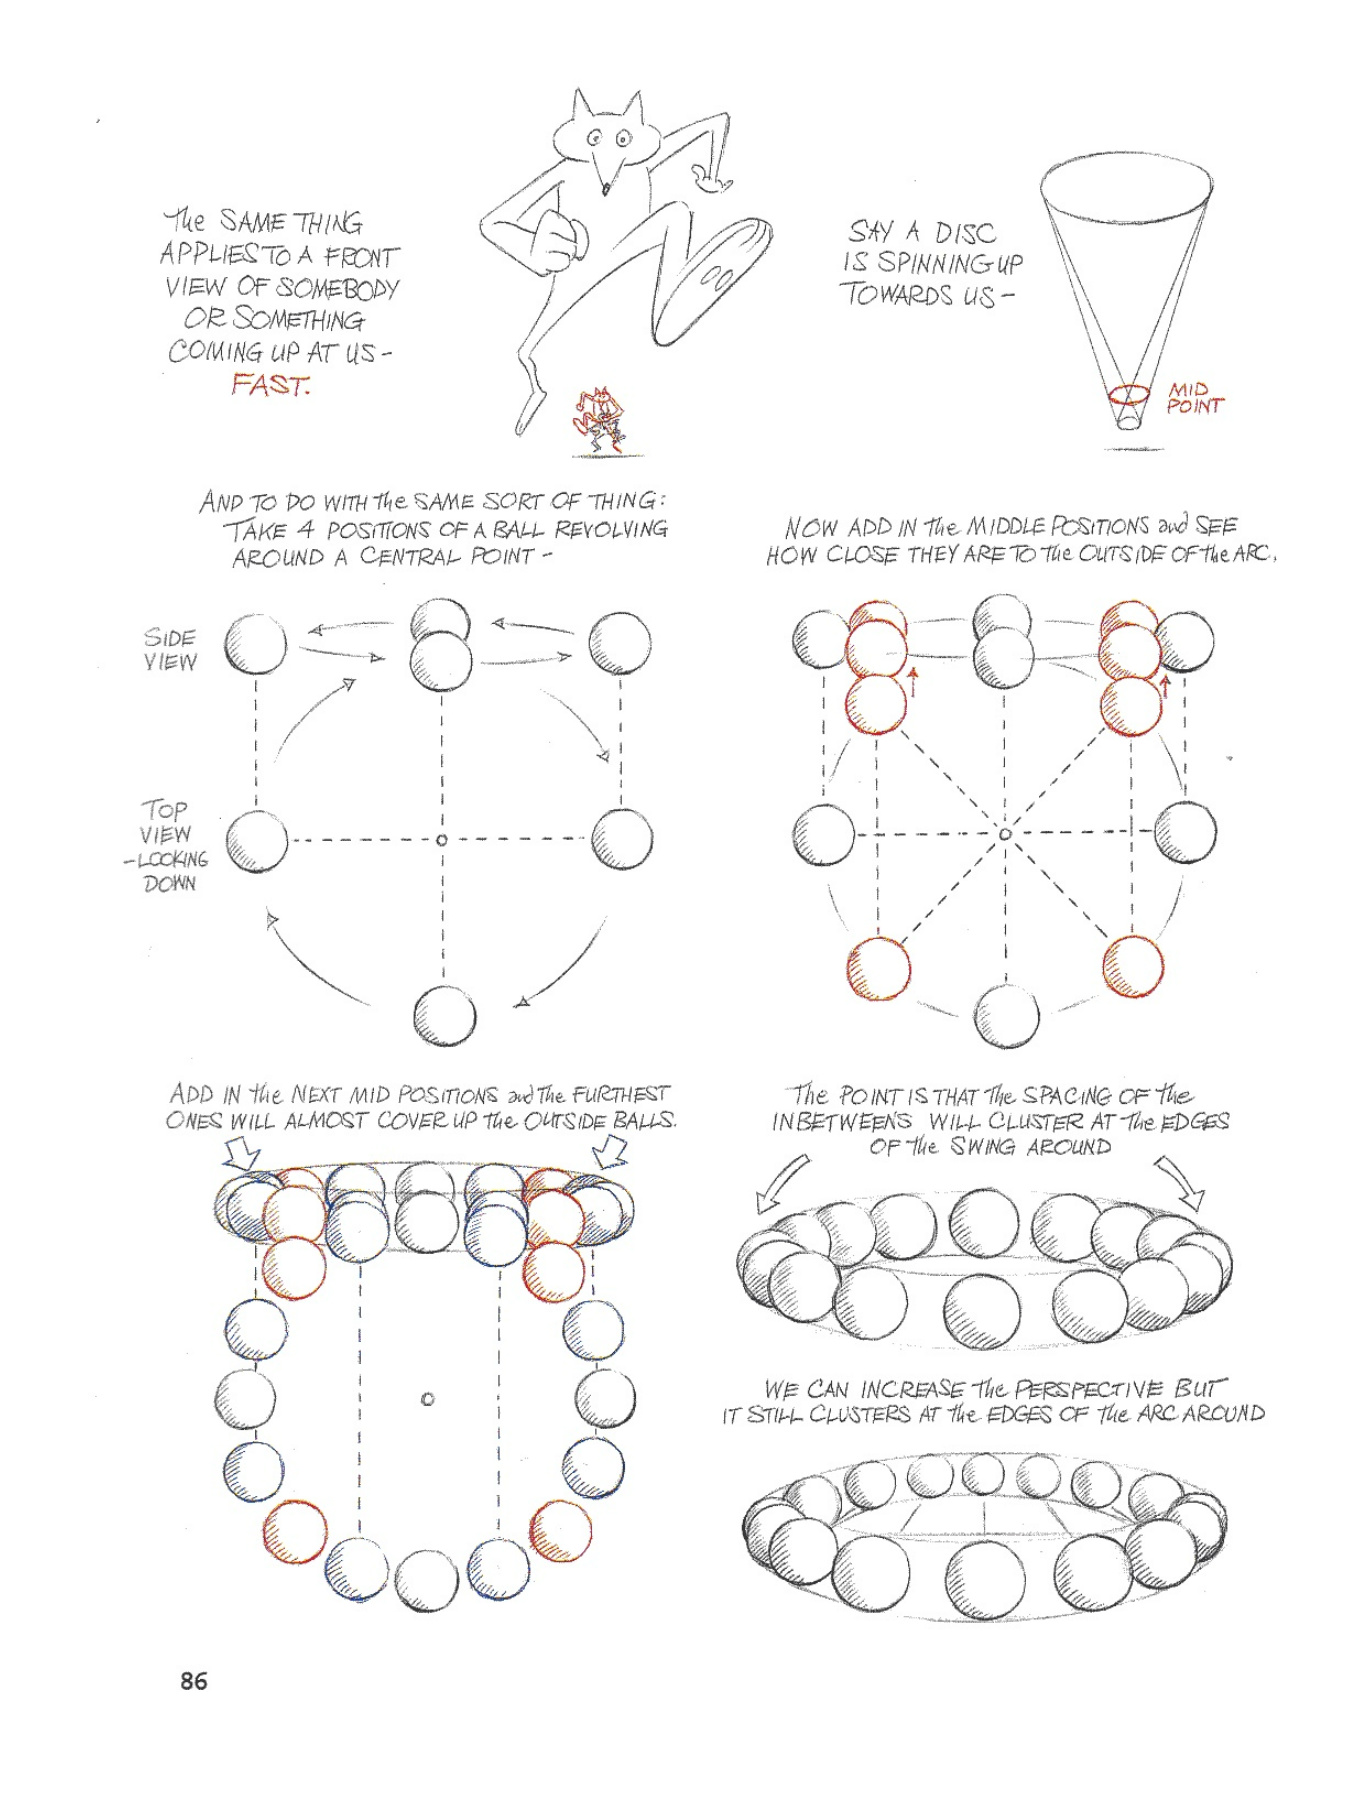 The SAME THING
APPLIES TO A FRONT
VIEW OF SOMEBODY
OR SOMETHING
COMING UP AT US -
FAST.
SAY A DISC
IS SPINNING UP
TOWARDS US -
MID
POINT
AND TO DO WITH The SAME SORT OF THING:
TAKE 4 POSITIONS OF A BALL REVOLVING
AROUND A CENTRAL POINT -
SIDE
VIEW
TOP
VIEW
-LOOKING
DOWN
NOW ADD IN The MIDDLE POSITIONS and SEE
HOW CLOSE THEY ARE TO The OUTSIDE OF The ARC.
ADD IN the NEXT MID POSITIONS and The FURTHEST
ONES WILL ALMOST COVER UP The OUTSIDE BALLS.
The POINT IS THAT The SPACING OF the
INBETWEENS WILL CLUSTER AT The EDGES
OF The SWING AROUND
WE CAN INCREASE The PERSPECTIVE BUT
IT STILL CLUSTERS AT the EDGES OF The ARC AROUND
86